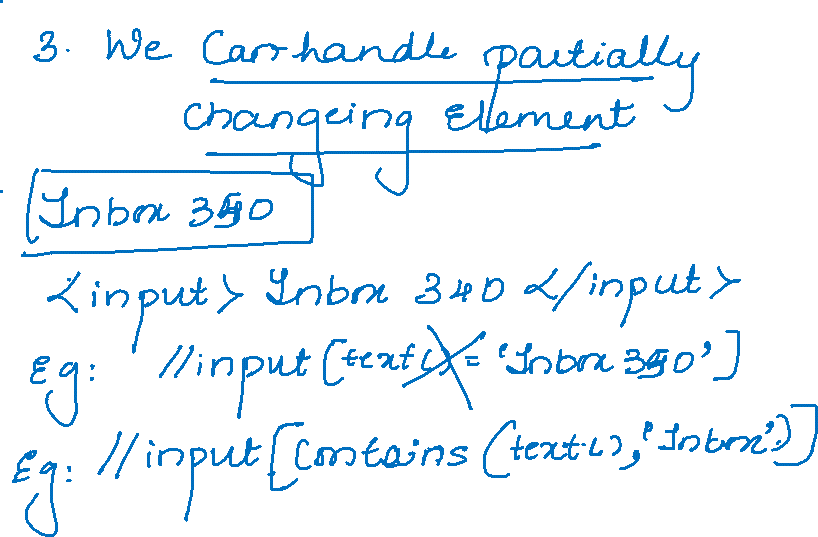 3. We Can handle partially
Changeing Element
Inbox 350
<input> Inbox 340 </input>
Eg: //input[text()='Inbox 350']
Eg: //input[Contains(text(),'Inbox')]